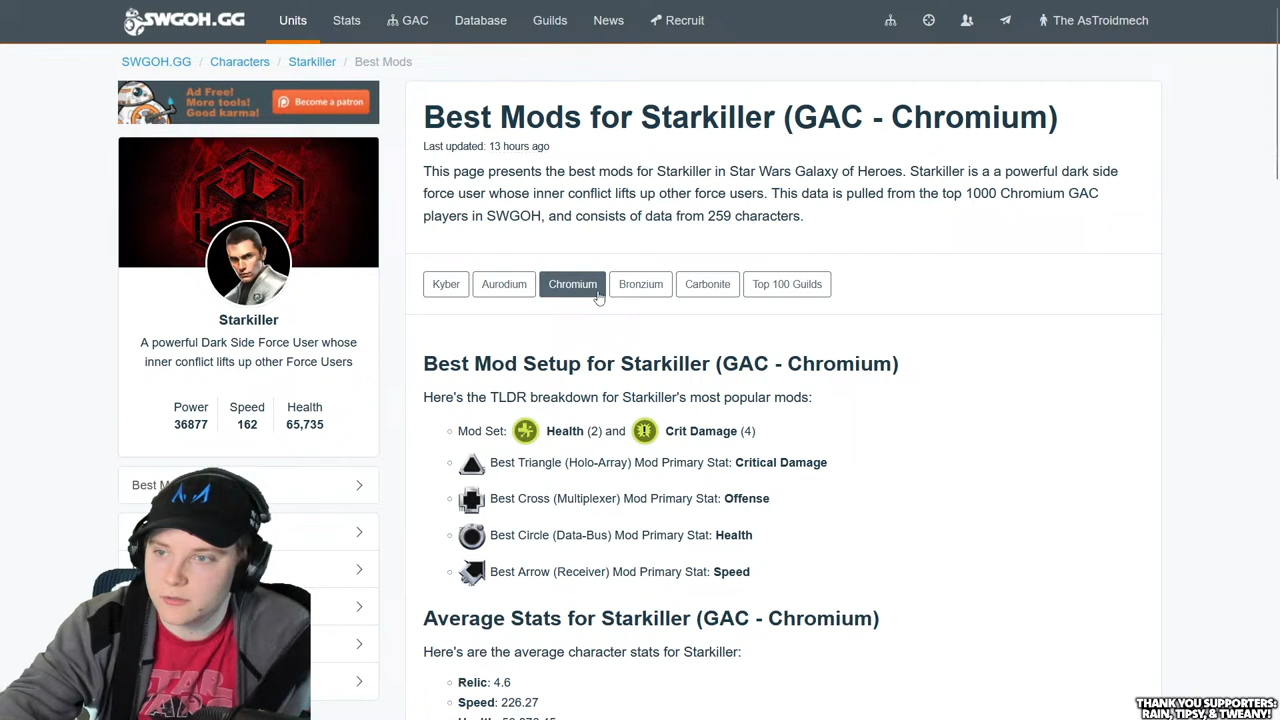 SWGOH.GG
Units
Stats
GAC
Database
Guilds
News
Recruit
The AsTroidmech
SWGOH.GG / Characters / Starkiller / Best Mods
Ad Free!
More tools!
Good karma!
Become a patron
Starkiller
A powerful Dark Side Force User whose
inner conflict lifts up other Force Users
Power Speed Health
36877 162 65,735
Best M
Best Mods for Starkiller (GAC - Chromium)
Last updated: 13 hours ago
This page presents the best mods for Starkiller in Star Wars Galaxy of Heroes. Starkiller is a a powerful dark side
force user whose inner conflict lifts up other force users. This data is pulled from the top 1000 Chromium GAC
players in SWGOH, and consists of data from 259 characters.
Kyber Aurodium Chromium Bronzium Carbonite Top 100 Guilds
Best Mod Setup for Starkiller (GAC - Chromium)
Here's the TLDR breakdown for Starkiller's most popular mods:
Mod Set: Health (2) and Crit Damage (4)
Best Triangle (Holo-Array) Mod Primary Stat: Critical Damage
Best Cross (Multiplexer) Mod Primary Stat: Offense
Best Circle (Data-Bus) Mod Primary Stat: Health
Best Arrow (Receiver) Mod Primary Stat: Speed
Average Stats for Starkiller (GAC - Chromium)
Here's are the average character stats for Starkiller:
Relic: 4.6
Speed: 226.27
THANK YOU SUPPORTERS:
RAIN, TIPSY, & TWEANY!